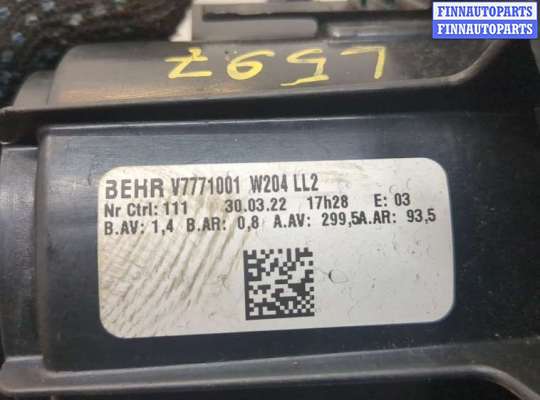 FINNAUTOPARTS
FINNAUTOPARTS
L597
BEHR V7771001 W204 LL2
Nr Ctrl: 111 30.03.22 17h28 E: 03
B.AV: 1,4 B.AR: 0,8 A.AV: 299,5A.AR: 93,5